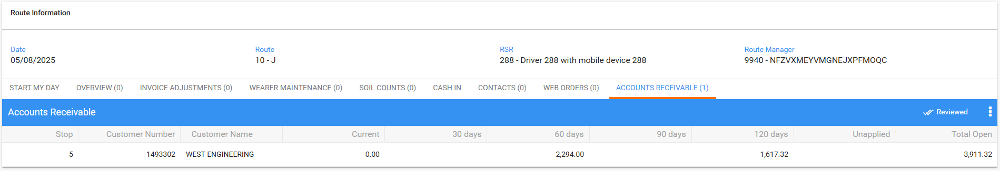 Route Information
Date Route RSR Route Manager
05/08/2025 10 - J 288 - Driver 288 with mobile device 288 9940 - NFZVXMEYVMGNEJXPFMOQC
START MY DAY OVERVIEW (0) INVOICE ADJUSTMENTS (0) WEARER MAINTENANCE (0) SOIL COUNTS (0) CASH IN CONTACTS (0) WEB ORDERS (0) ACCOUNTS RECEIVABLE (1)
Accounts Receivable Reviewed
Stop Customer Number Customer Name Current 30 days 60 days 90 days 120 days Unapplied Total Open
5 1493302 WEST ENGINEERING 0.00 2,294.00 1,617.32 3,911.32